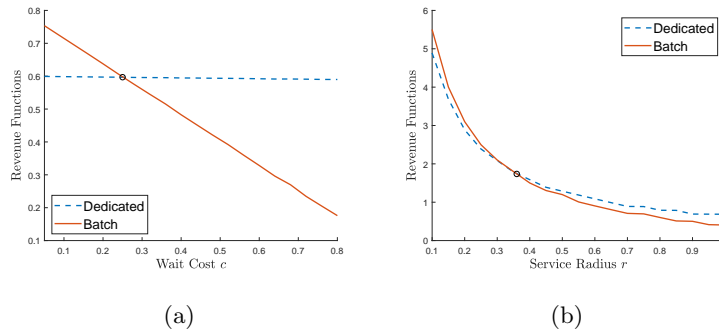 0.8
0.7
0.6
0.5
0.4
0.3
0.2
0.1
Revenue Functions
Dedicated
Batch
0.1 0.2 0.3 0.4 0.5 0.6 0.7 0.8
Wait Cost c
(a)
6
5
4
3
2
1
0
Revenue Functions
Dedicated
Batch
0.1 0.2 0.3 0.4 0.5 0.6 0.7 0.8 0.9
Service Radius r
(b)